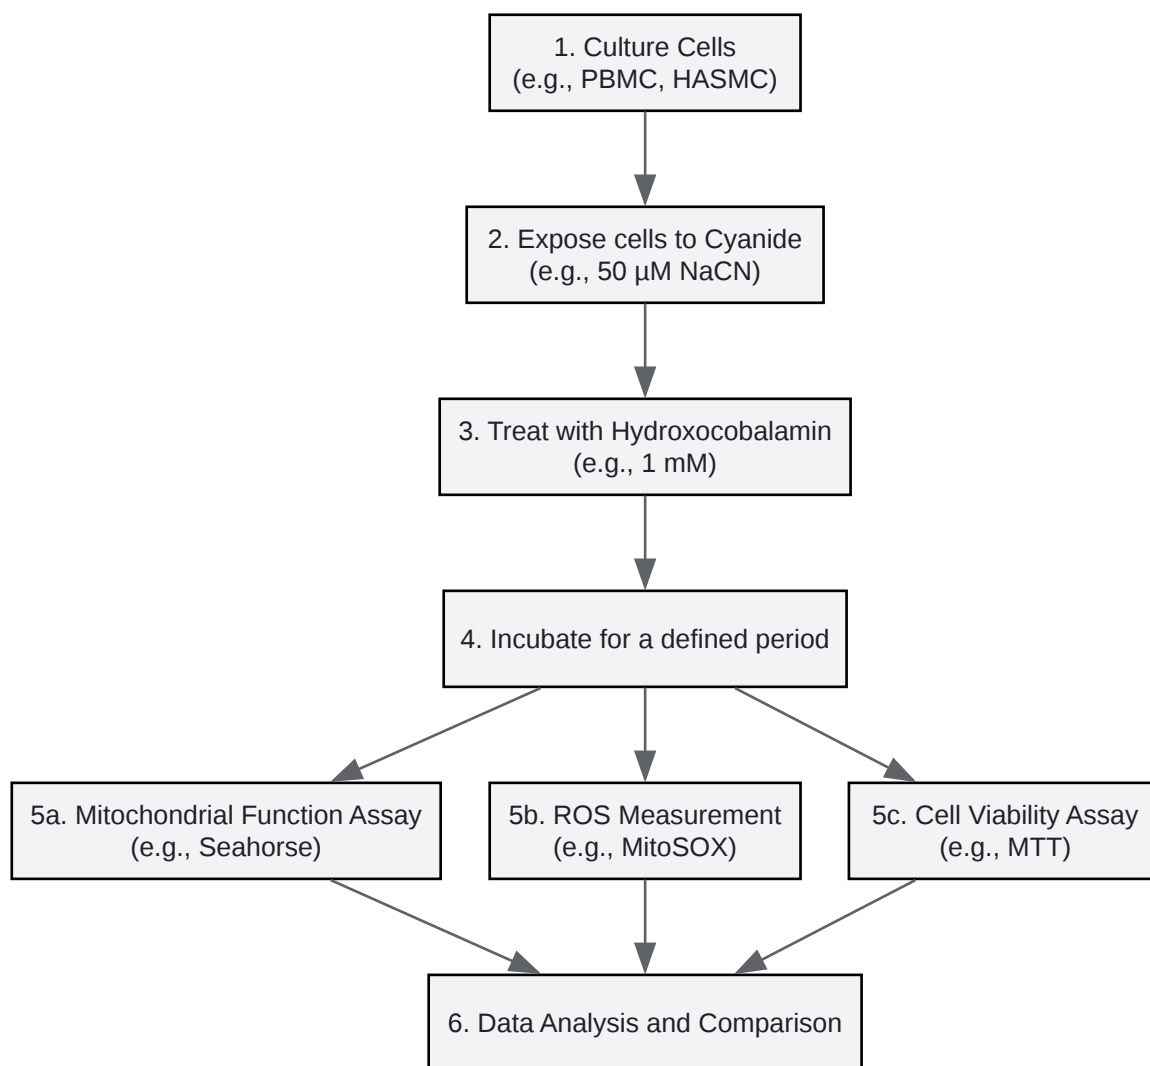 1. Culture Cells
(e.g., PBMC, HASMC)
2. Expose cells to Cyanide
(e.g., 50 µM NaCN)
3. Treat with Hydroxocobalamin
(e.g., 1 mM)
4. Incubate for a defined period
5a. Mitochondrial Function Assay
(e.g., Seahorse)
5b. ROS Measurement
(e.g., MitoSOX)
5c. Cell Viability Assay
(e.g., MTT)
6. Data Analysis and Comparison